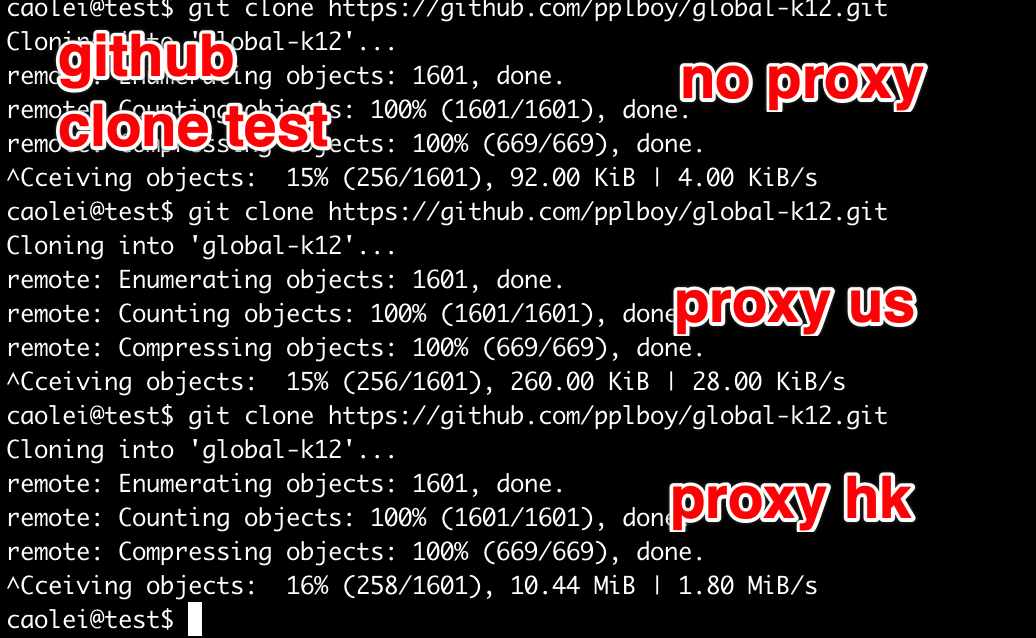 caolei@test$ git clone https://github.com/pplboy/global-k12.git
Cloning into 'global-k12'...
github
remote: Enumerating objects: 1601, done.
no proxy
remote: Counting objects: 100% (1601/1601), done.
clone test
remote: Compressing objects: 100% (669/669), done.
^Cceiving objects:  15% (256/1601), 92.00 KiB | 4.00 KiB/s
caolei@test$ git clone https://github.com/pplboy/global-k12.git
Cloning into 'global-k12'...
remote: Enumerating objects: 1601, done.
remote: Counting objects: 100% (1601/1601), done
proxy us
remote: Compressing objects: 100% (669/669), done.
^Cceiving objects:  15% (256/1601), 260.00 KiB | 28.00 KiB/s
caolei@test$ git clone https://github.com/pplboy/global-k12.git
Cloning into 'global-k12'...
remote: Enumerating objects: 1601, done.
proxy hk
remote: Counting objects: 100% (1601/1601), done
remote: Compressing objects: 100% (669/669), done.
^Cceiving objects:  16% (258/1601), 10.44 MiB | 1.80 MiB/s
caolei@test$